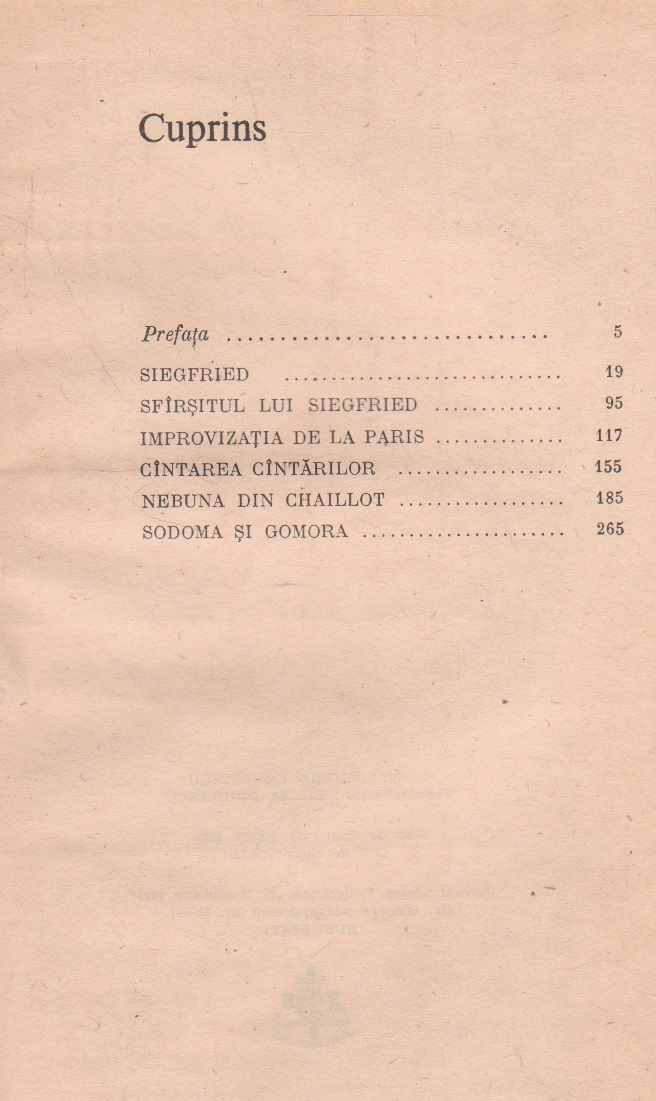 Cuprins
Prefața .............................. 5
SIEGFRIED .............................. 19
SFÎRȘITUL LUI SIEGFRIED .............. 95
IMPROVIZAȚIA DE LA PARIS .............. 117
CÎNTAREA CÎNTĂRILOR .................. 155
NEBUNA DIN CHAILLOT .................. 185
SODOMA ȘI GOMORA ...................... 265